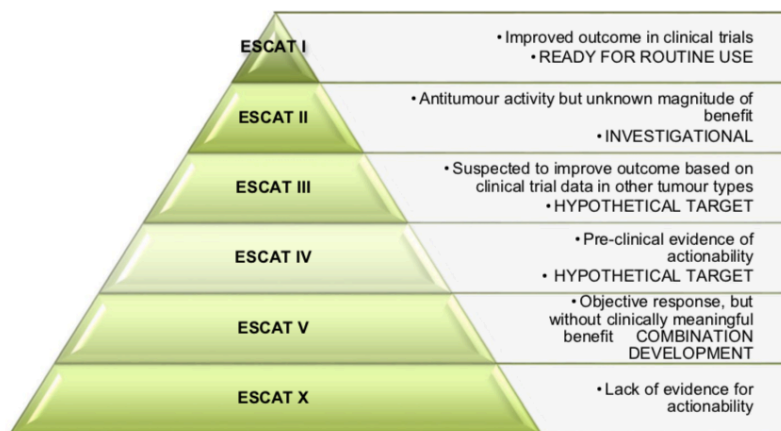 ESCAT I
• Improved outcome in clinical trials
• READY FOR ROUTINE USE
ESCAT II
• Antitumour activity but unknown magnitude of
benefit
• INVESTIGATIONAL
ESCAT III
• Suspected to improve outcome based on
clinical trial data in other tumour types
• HYPOTHETICAL TARGET
ESCAT IV
• Pre-clinical evidence of
actionability
• HYPOTHETICAL TARGET
ESCAT V
• Objective response, but
without clinically meaningful
benefit COMBINATION
DEVELOPMENT
ESCAT X
• Lack of evidence for
actionability